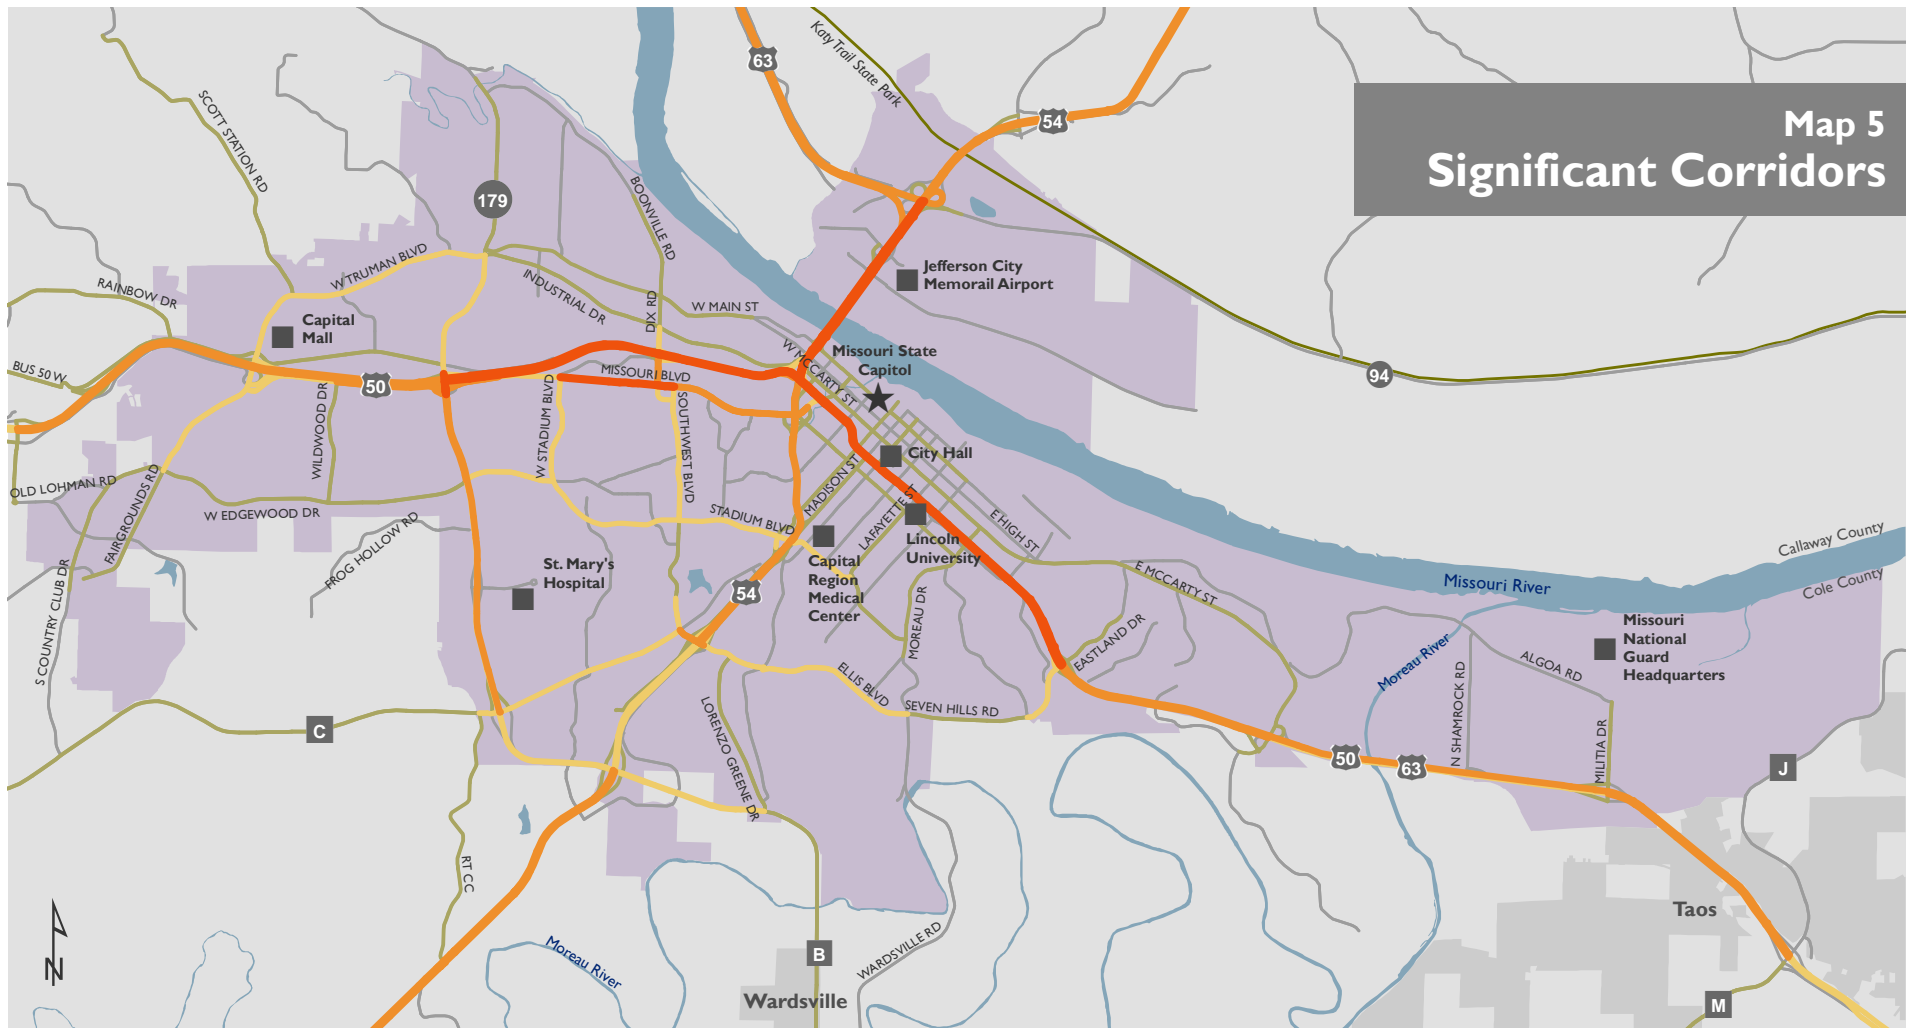 Map 5
Significant Corridors
63
54
Katy Trail State Park
SCOTT STATION RD
179
BOONVILLE RD
W TRUMAN BLVD
RAINBOW DR
INDUSTRIAL DR
DIX RD
W MAIN ST
Jefferson City
Memorail Airport
Capital
Mall
BUS 50 W
50
MISSOURI BLVD
W MCCARTY ST
Missouri State
Capitol
94
WILDWOOD DR
W STADIUM BLVD
SOUTHWEST BLVD
City Hall
OLD LOHMAN RD
FAIRGROUNDS RD
W EDGEWOOD DR
FROG HOLLOW RD
STADIUM BLVD
MADISON ST
LAFAYETTE ST
E HIGH ST
Lincoln
University
Capital
Region
Medical
Center
St. Mary's
Hospital
54
S COUNTRY CLUB DR
MOREAU DR
E MCCARTY ST
EASTLAND DR
Missouri River
Callaway County
Cole County
Missouri
National
Guard
Headquarters
Moreau River
ALGOA RD
N SHAMROCK RD
MILITIA DR
ELLIS BLVD
SEVEN HILLS RD
LORENZO GREENE DR
C
50
63
J
RT CC
Taos
N
Moreau River
B
WARDSVILLE RD
Wardsville
M